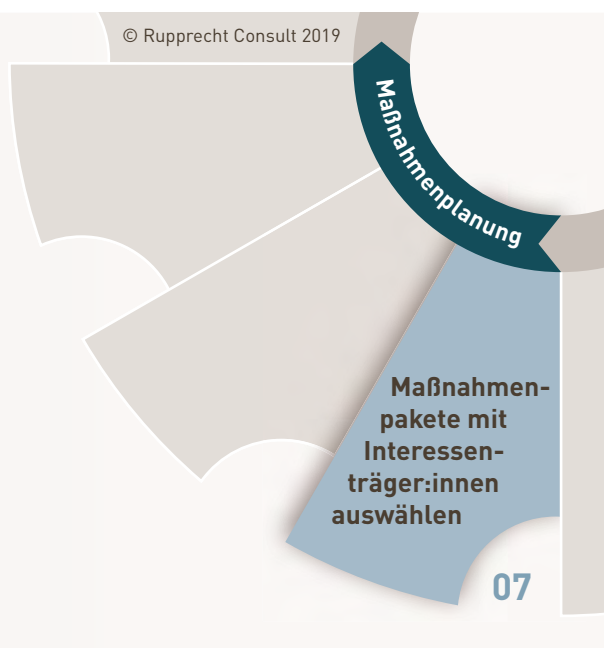 © Rupprecht Consult 2019
Maßnahmenplanung
Maßnahmen-
pakete mit
Interessen-
träger:innen
auswählen
07